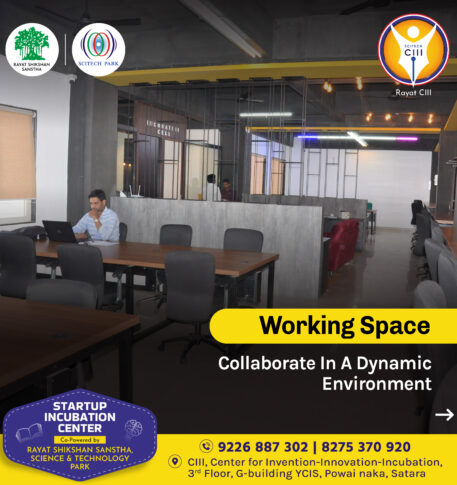 RAYAT SHIKSHAN
SANSTHA
SCITECH PARK
SCITECH
CIII
Rayat CIII
Working Space
Collaborate In A Dynamic
Environment
STARTUP
INCUBATION
CENTER
Co-Powered by
RAYAT SHIKSHAN SANSTHA,
SCIENCE & TECHNOLOGY
PARK
9226 887 302 | 8275 370 920
CIII, Center for Invention-Innovation-Incubation,
3rd Floor, G-building YCIS, Powai naka, Satara